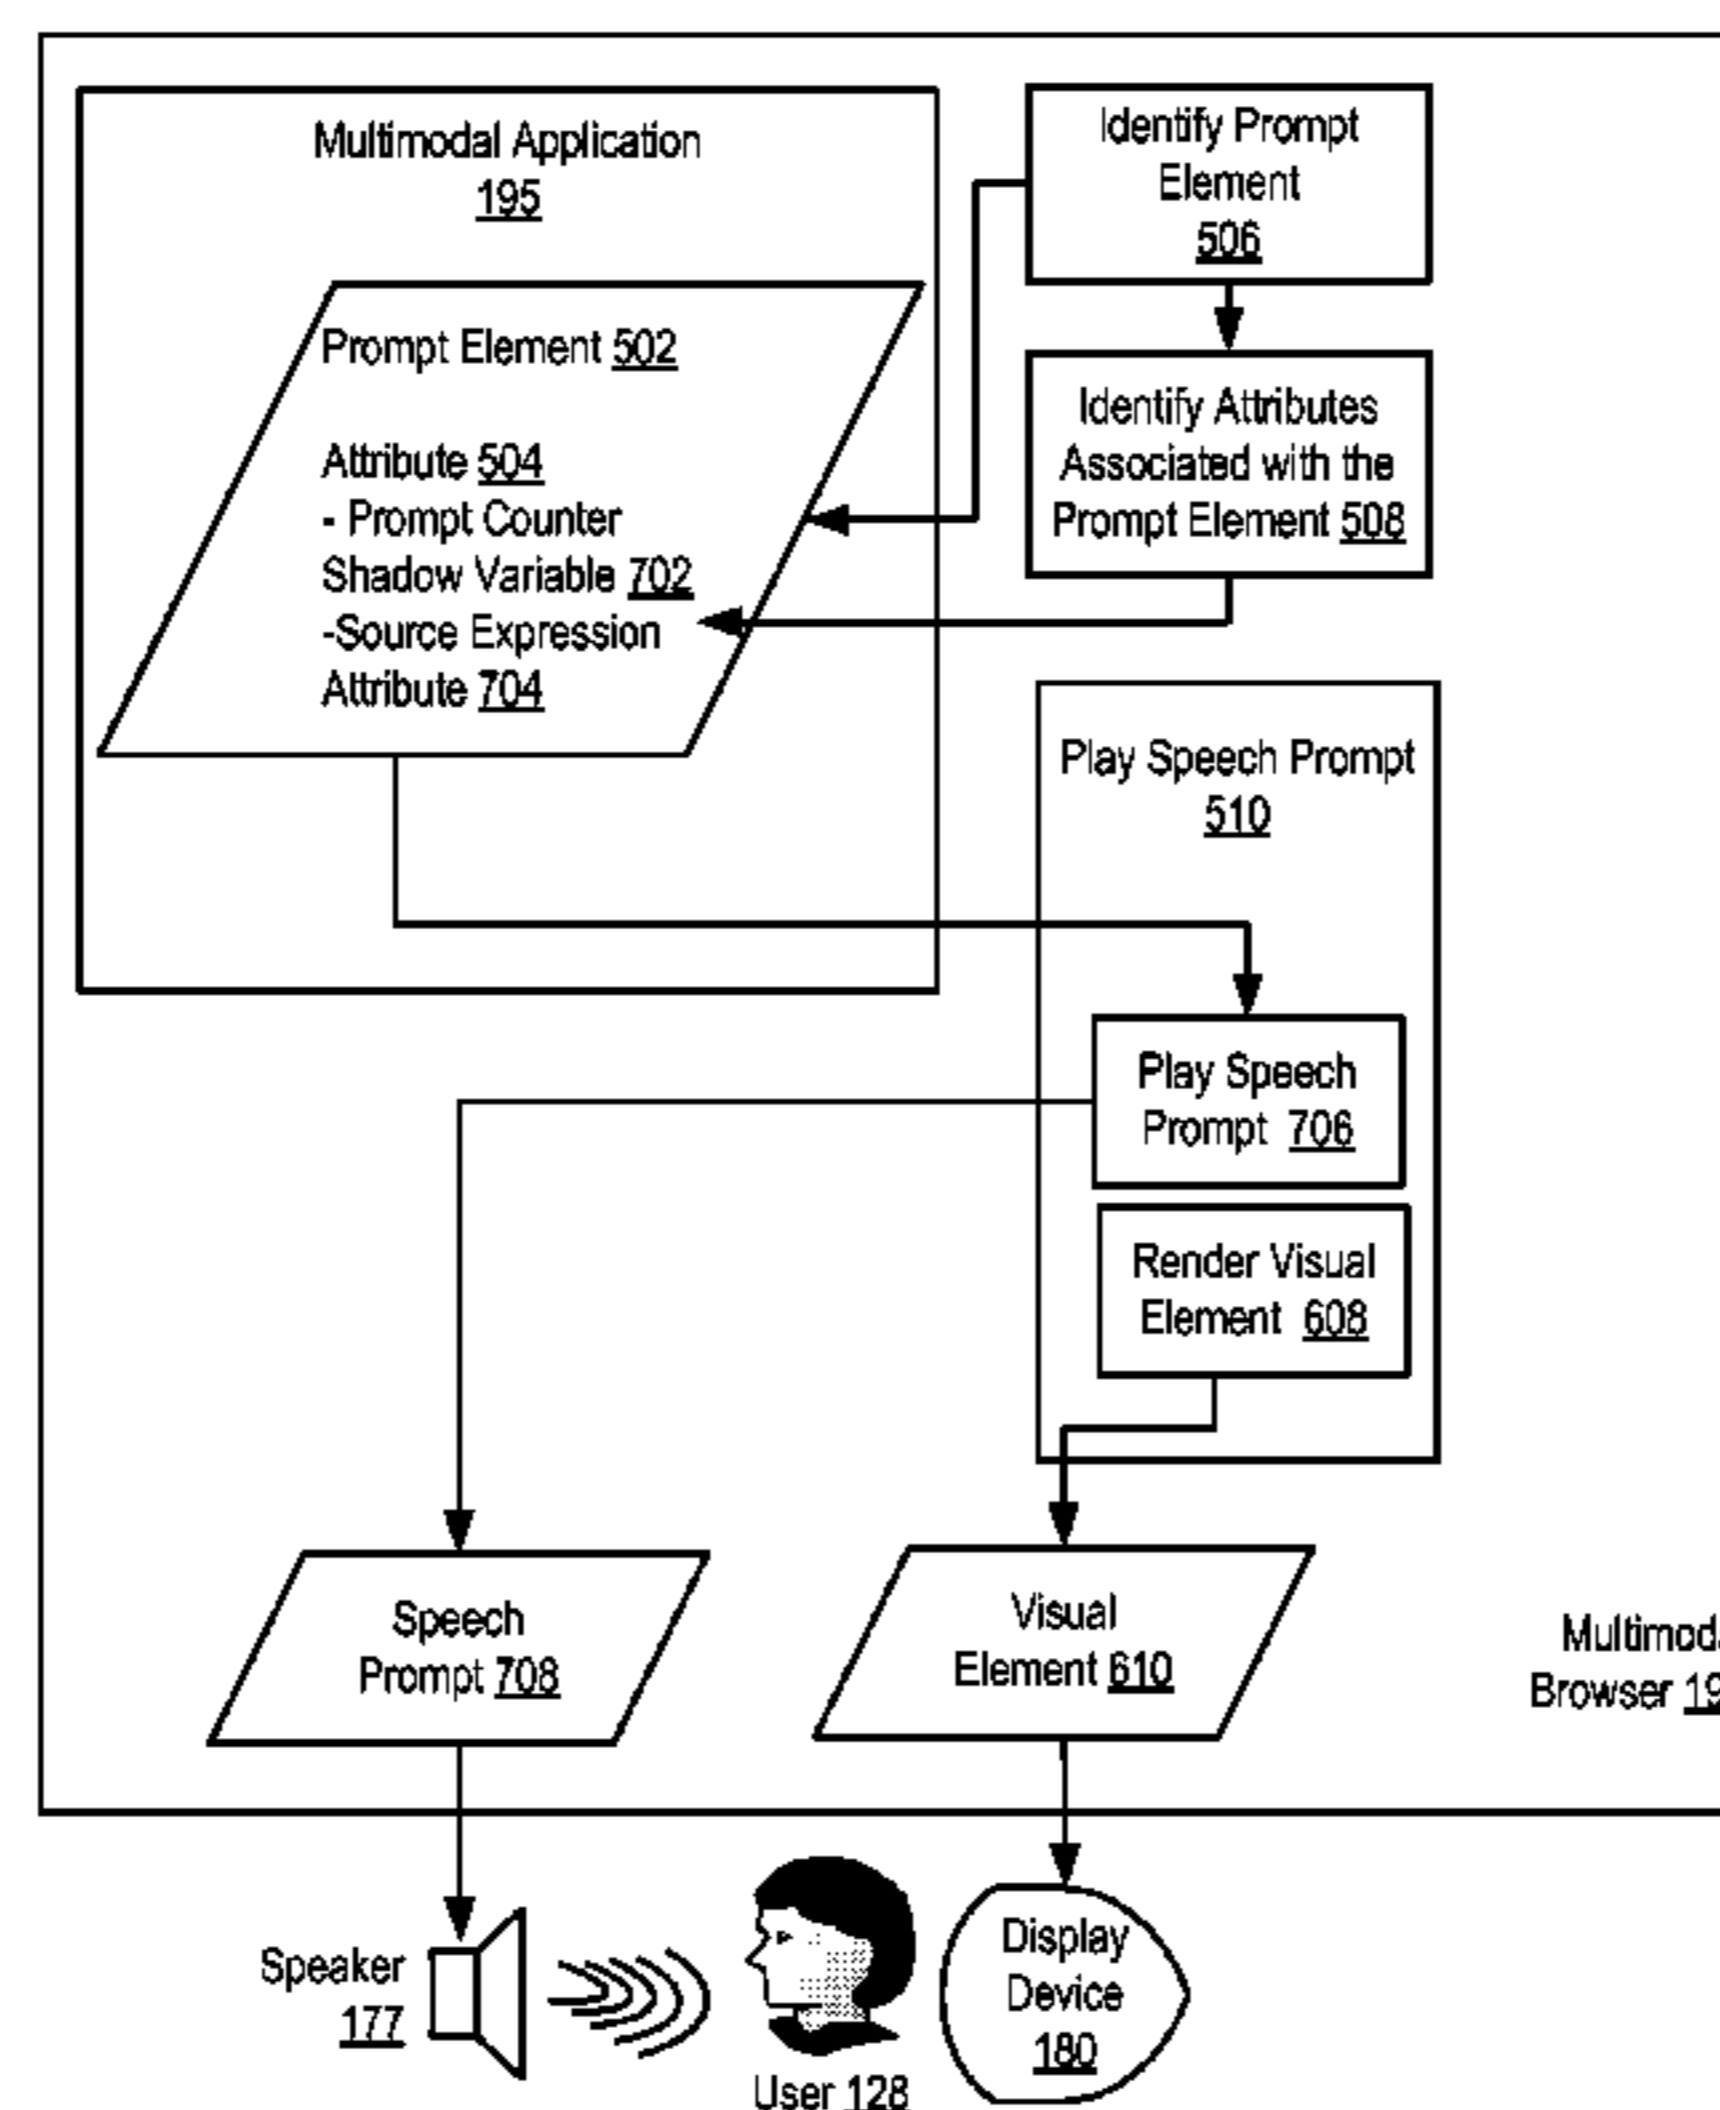 Multimodal Application
195
Identify Prompt
Element
506
Prompt Element 502
Attribute 504
- Prompt Counter
Shadow Variable 702
-Source Expression
Attribute 704
Identify Attributes
Associated with the
Prompt Element 508
Play Speech Prompt
510
Play Speech
Prompt 706
Render Visual
Element 608
Speech
Prompt 708
Visual
Element 610
Browser
Speaker
177
User 128
Display
Device
180